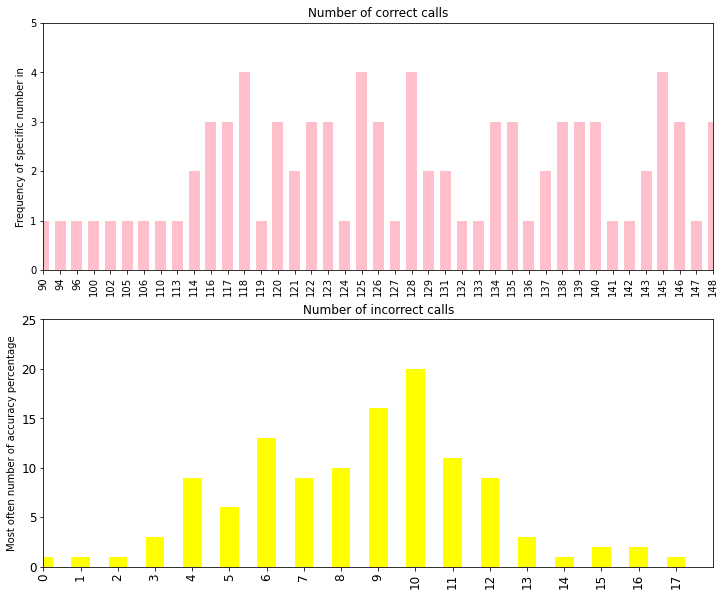 Number of correct calls
Frequency of specific number in
5
4
3
2
1
0
90 94 96 100 102 105 106 110 113 114 116 117 118 119 120 121 122 123 124 125 126 127 128 129 131 132 133 134 135 136 137 138 139 140 141 142 143 145 146 147 148
Number of incorrect calls
Most often number of accuracy percentage
25
20
15
10
5
0
0 1 2 3 4 5 6 7 8 9 10 11 12 13 14 15 16 17